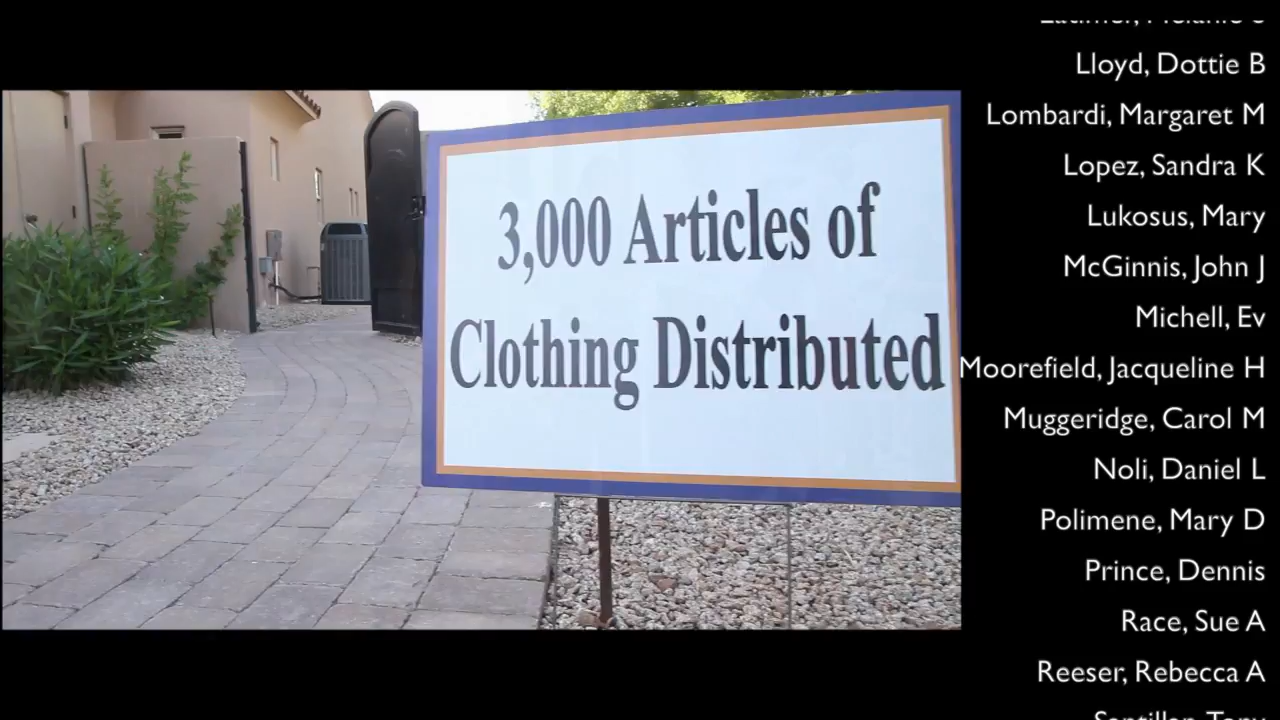 3,000 Articles of
Clothing Distributed
Lloyd, Dottie B
Lombardi, Margaret M
Lopez, Sandra K
Lukosus, Mary
McGinnis, John J
Michell, Ev
Moorefield, Jacqueline H
Muggeridge, Carol M
Noli, Daniel L
Polimene, Mary D
Prince, Dennis
Race, Sue A
Reeser, Rebecca A